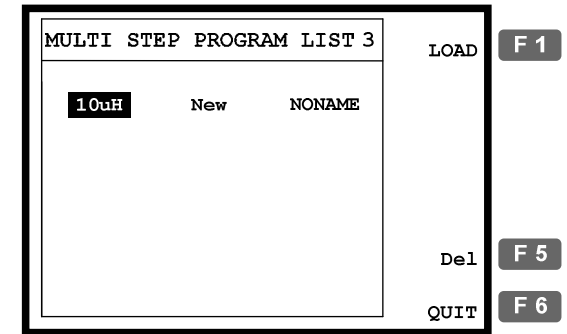 MULTI STEP PROGRAM LIST 3
LOAD F 1
10uH New NONAME
Del F 5
QUIT F 6